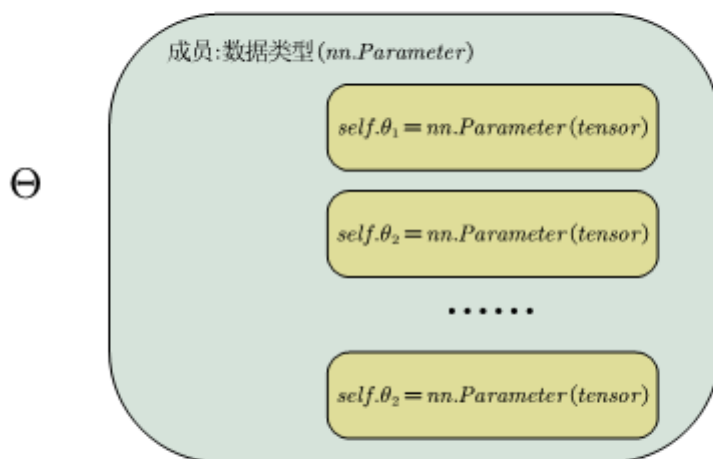 成员:数据类型(nn.Parameter)
self.θ₁=nn.Parameter(tensor)
Θ
self.θ₂=nn.Parameter(tensor)
······
self.θ₂=nn.Parameter(tensor)